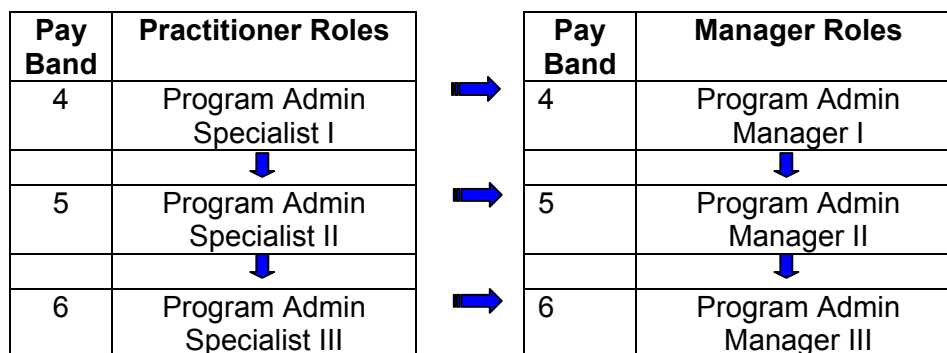 Pay Band Practitioner Roles
4 Program Admin
Specialist I
5 Program Admin
Specialist II
6 Program Admin
Specialist III
Pay Band Manager Roles
4 Program Admin
Manager I
5 Program Admin
Manager II
6 Program Admin
Manager III